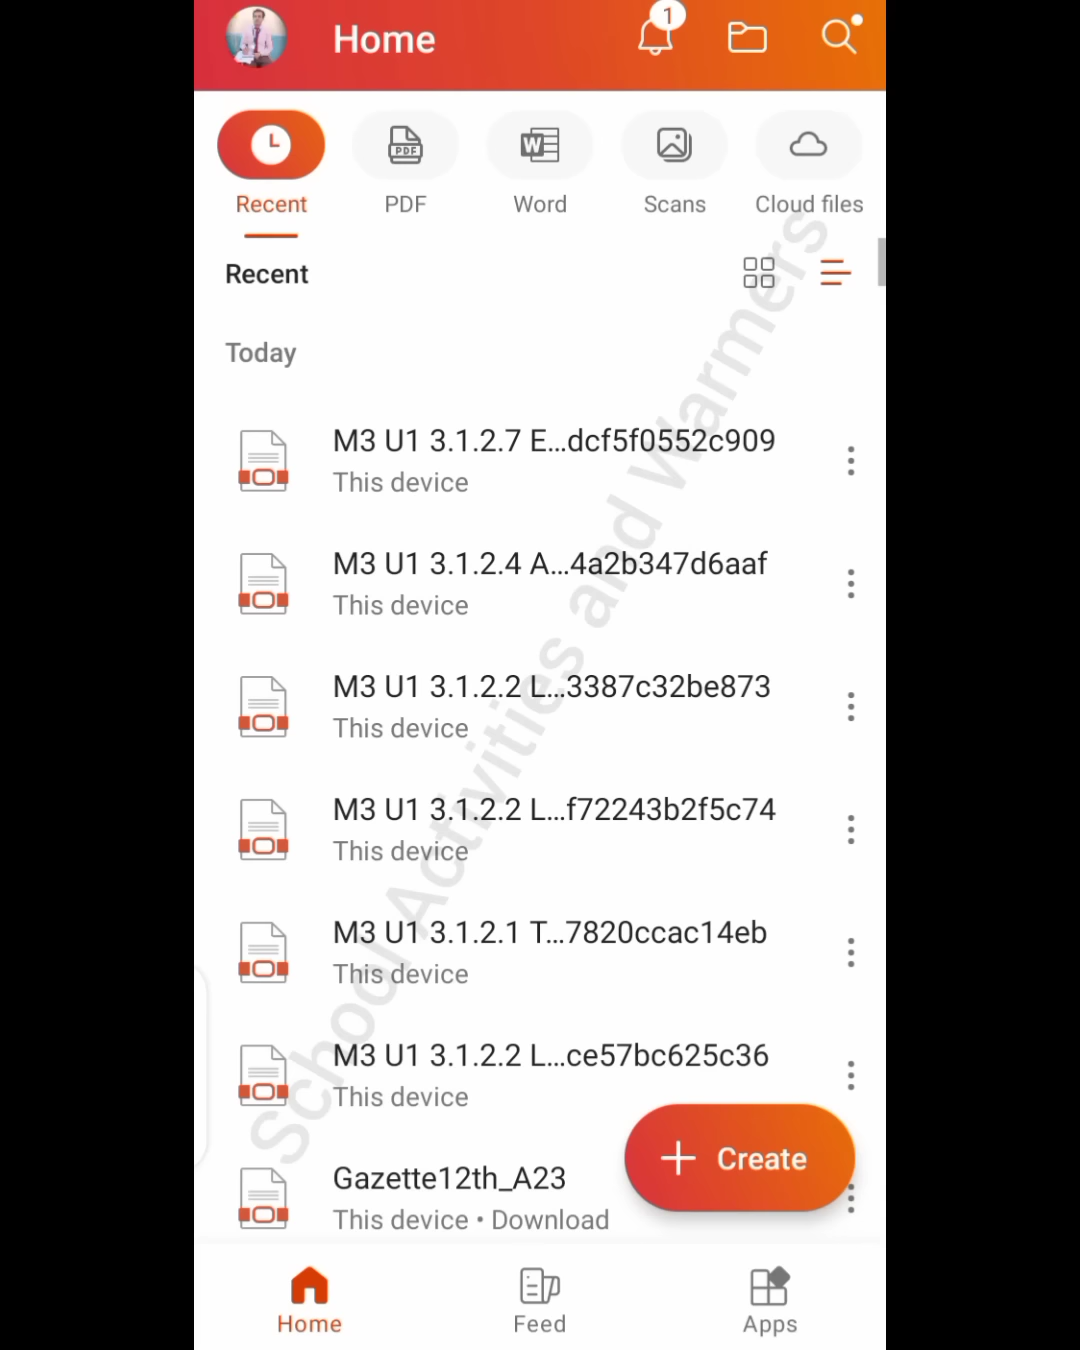 Home
1
Recent
PDF
PDF
W
Word
Scans
Cloud files
Recent
Today
M3 U1 3.1.2.7 E...dcf5f0552c909
This device
M3 U1 3.1.2.4 A...4a2b347d6aaf
This device
M3 U1 3.1.2.2 L...3387c32be873
This device
M3 U1 3.1.2.2 L...f72243b2f5c74
This device
M3 U1 3.1.2.1 T...7820ccac14eb
This device
M3 U1 3.1.2.2 L...ce57bc625c36
This device
Gazette12th_A23
This device • Download
Create
Home
Feed
Apps
School Activities and Warmers